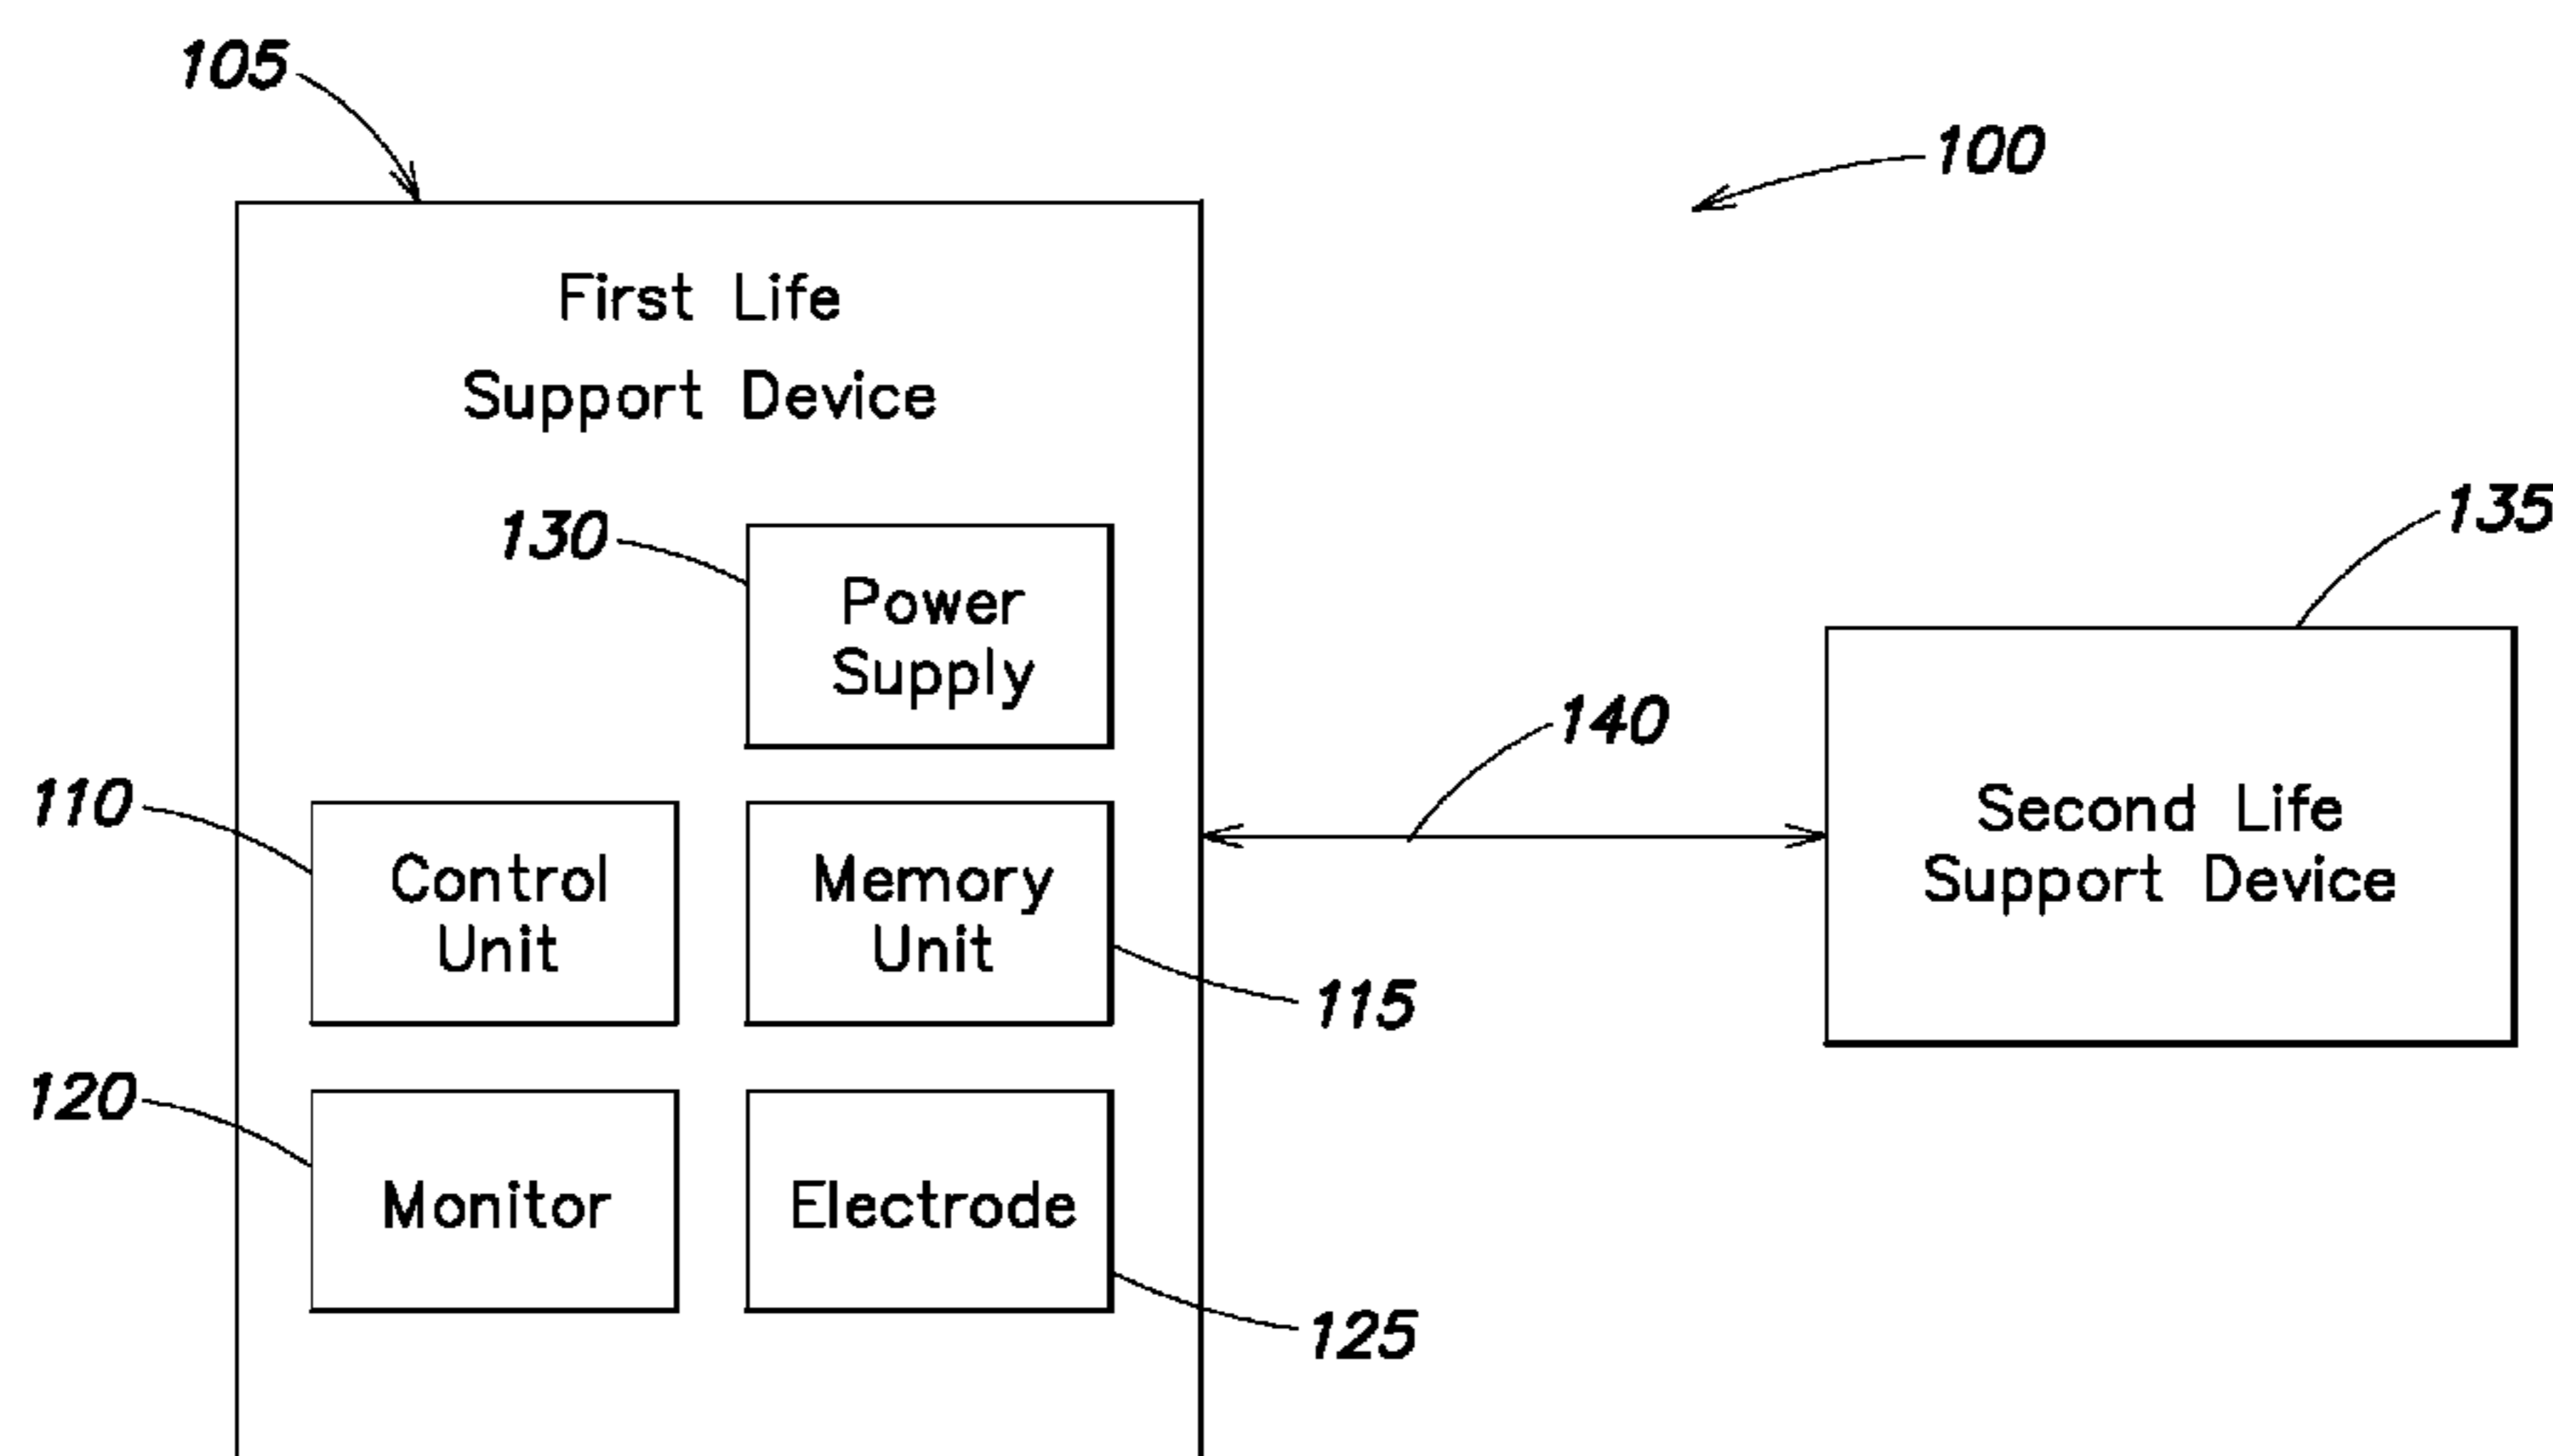 105
100
First Life
Support Device
130
Power
Supply
135
140
110
Control
Unit
Memory
Unit
115
Second Life
Support Device
120
Monitor
Electrode
125